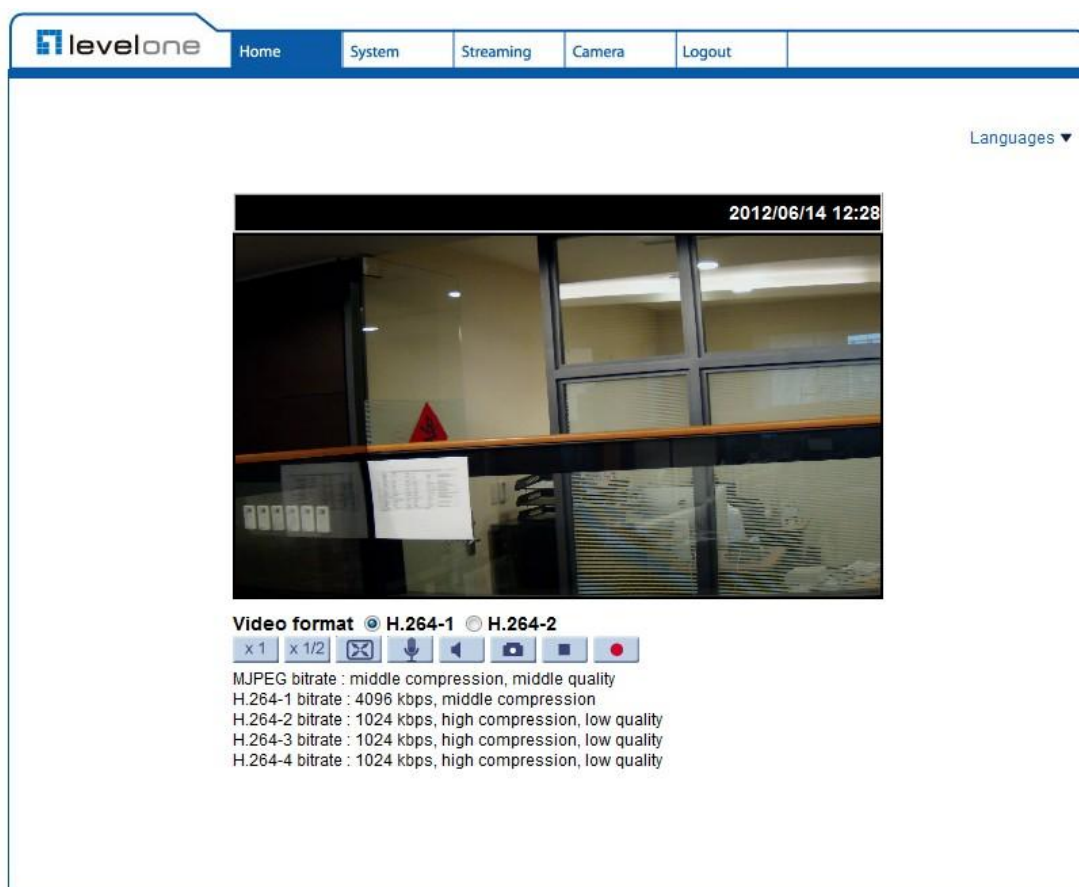 levelone
Home System Streaming Camera Logout
Languages ▼
2012/06/14 12:28
Video format H.264-1 H.264-2
x 1 x 1/2
MJPEG bitrate : middle compression, middle quality
H.264-1 bitrate : 4096 kbps, middle compression
H.264-2 bitrate : 1024 kbps, high compression, low quality
H.264-3 bitrate : 1024 kbps, high compression, low quality
H.264-4 bitrate : 1024 kbps, high compression, low quality